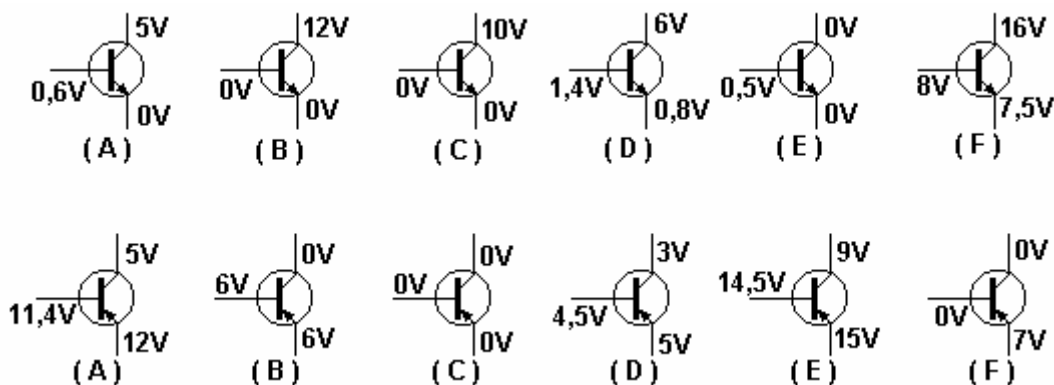 5V 12V 10V 6V 0V 16V
0,6V 0V 0V 1,4V 0,5V 8V
0V 0V 0V 0,8V 0V 7,5V
(A) (B) (C) (D) (E) (F)
5V 0V 0V 3V 9V 0V
11,4V 6V 0V 4,5V 14,5V 0V
12V 6V 0V 5V 15V 7V
(A) (B) (C) (D) (E) (F)